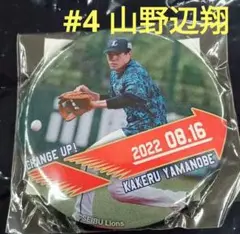 #4 山野辺翔
CHANGE UP!
2022 08.16
KAKERU YAMANOBE
SEIBU Lions